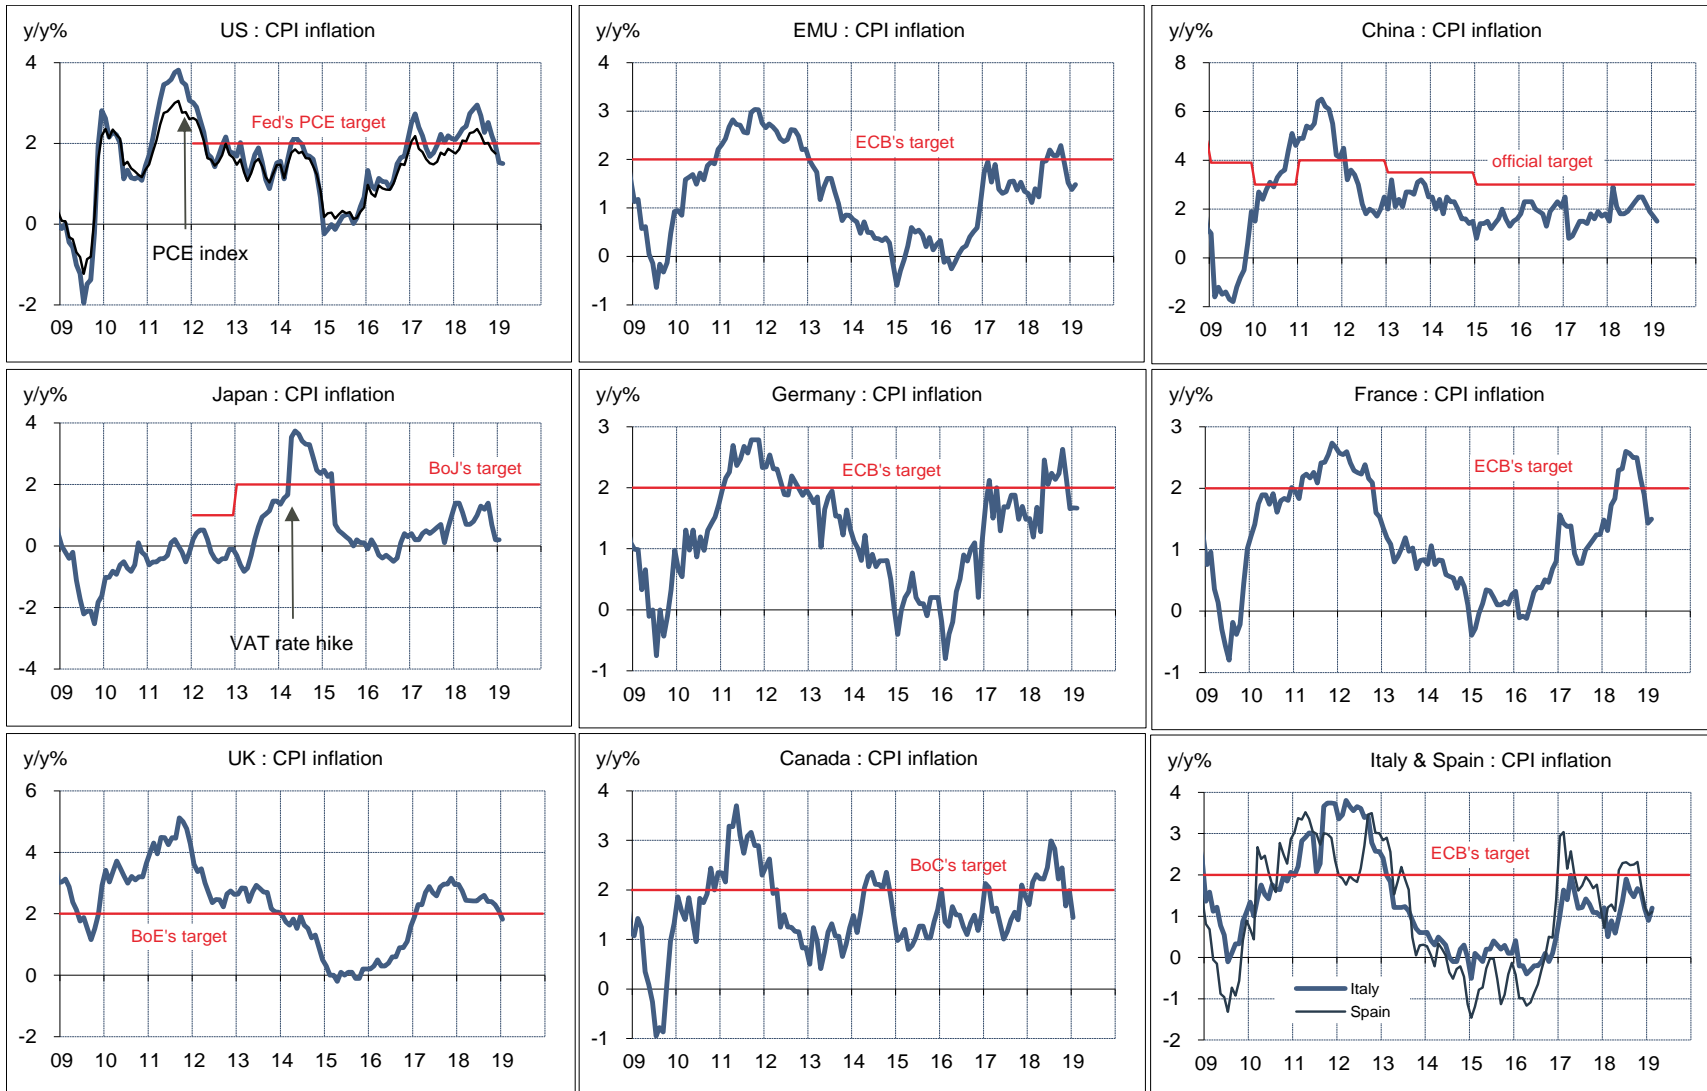 y/y%
US : CPI inflation
4
2
0
-2
Fed's PCE target
PCE index
09 10 11 12 13 14 15 16 17 18 19
y/y%
EMU : CPI inflation
4
3
2
1
0
-1
ECB's target
09 10 11 12 13 14 15 16 17 18 19
y/y%
China : CPI inflation
8
6
4
2
0
-2
official target
09 10 11 12 13 14 15 16 17 18 19
y/y%
Japan : CPI inflation
4
2
0
-2
-4
BoJ's target
VAT rate hike
09 10 11 12 13 14 15 16 17 18 19
y/y%
Germany : CPI inflation
3
2
1
0
-1
ECB's target
09 10 11 12 13 14 15 16 17 18 19
y/y%
France : CPI inflation
3
2
1
0
-1
ECB's target
09 10 11 12 13 14 15 16 17 18 19
y/y%
UK : CPI inflation
6
4
2
0
-2
BoE's target
09 10 11 12 13 14 15 16 17 18 19
y/y%
Canada : CPI inflation
4
3
2
1
0
-1
BoC's target
09 10 11 12 13 14 15 16 17 18 19
y/y%
Italy & Spain : CPI inflation
4
3
2
1
0
-1
-2
ECB's target
Italy
Spain
09 10 11 12 13 14 15 16 17 18 19